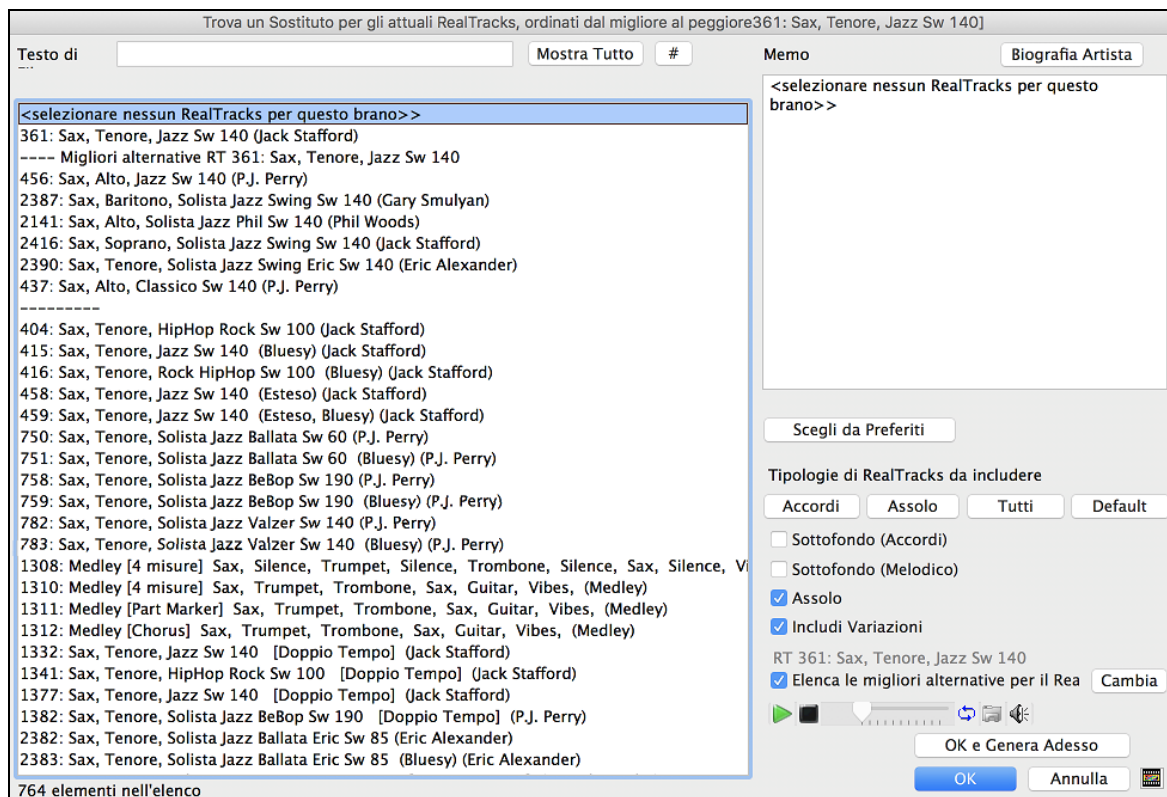 Trova un Sostituto per gli attuali RealTracks, ordinati dal migliore al peggiore361: Sax, Tenore, Jazz Sw 140]
Testo di
Mostra Tutto
#
Memo
Biografia Artista
<selezionare nessun RealTracks per questo brano>>
361: Sax, Tenore, Jazz Sw 140 (Jack Stafford)
---- Migliori alternative RT 361: Sax, Tenore, Jazz Sw 140
456: Sax, Alto, Jazz Sw 140 (P.J. Perry)
2387: Sax, Baritono, Solista Jazz Swing Sw 140 (Gary Smulyan)
2141: Sax, Alto, Solista Jazz Phil Sw 140 (Phil Woods)
2416: Sax, Soprano, Solista Jazz Swing Sw 140 (Jack Stafford)
2390: Sax, Tenore, Solista Jazz Swing Eric Sw 140 (Eric Alexander)
437: Sax, Alto, Classico Sw 140 (P.J. Perry)
---------
404: Sax, Tenore, HipHop Rock Sw 100 (Jack Stafford)
415: Sax, Tenore, Jazz Sw 140 (Bluesy) (Jack Stafford)
416: Sax, Tenore, Rock HipHop Sw 100 (Bluesy) (Jack Stafford)
458: Sax, Tenore, Jazz Sw 140 (Esteso) (Jack Stafford)
459: Sax, Tenore, Jazz Sw 140 (Esteso, Bluesy) (Jack Stafford)
750: Sax, Tenore, Solista Jazz Ballata Sw 60 (P.J. Perry)
751: Sax, Tenore, Solista Jazz Ballata Sw 60 (Bluesy) (P.J. Perry)
758: Sax, Tenore, Solista Jazz BeBop Sw 190 (P.J. Perry)
759: Sax, Tenore, Solista Jazz BeBop Sw 190 (Bluesy) (P.J. Perry)
782: Sax, Tenore, Solista Jazz Valzer Sw 140 (P.J. Perry)
783: Sax, Tenore, Solista Jazz Valzer Sw 140 (Bluesy) (P.J. Perry)
1308: Medley [4 misure] Sax, Silence, Trumpet, Silence, Trombone, Silence, Sax, Silence, Vi
1310: Medley [4 misure] Sax, Trumpet, Trombone, Sax, Guitar, Vibes, (Medley)
1311: Medley [Part Marker] Sax, Trumpet, Trombone, Sax, Guitar, Vibes, (Medley)
1312: Medley [Chorus] Sax, Trumpet, Trombone, Sax, Guitar, Vibes, (Medley)
1332: Sax, Tenore, Jazz Sw 140 [Doppio Tempo] (Jack Stafford)
1341: Sax, Tenore, HipHop Rock Sw 100 [Doppio Tempo] (Jack Stafford)
1377: Sax, Tenore, Jazz Sw 140 [Doppio Tempo] (Jack Stafford)
1382: Sax, Tenore, Solista Jazz BeBop Sw 190 [Doppio Tempo] (P.J. Perry)
2382: Sax, Tenore, Solista Jazz Ballata Eric Sw 85 (Eric Alexander)
2383: Sax, Tenore, Solista Jazz Ballata Eric Sw 85 (Bluesy) (Eric Alexander)
764 elementi nell'elenco
<selezionare nessun RealTracks per questo
brano>>
Scegli da Preferiti
Tipologie di RealTracks da includere
Accordi
Assolo
Tutti
Default
Sottofondo (Accordi)
Sottofondo (Melodico)
Assolo
Includi Variazioni
RT 361: Sax, Tenore, Jazz Sw 140
Elenca le migliori alternative per il Rea
Cambia
OK e Genera Adesso
OK
Annulla